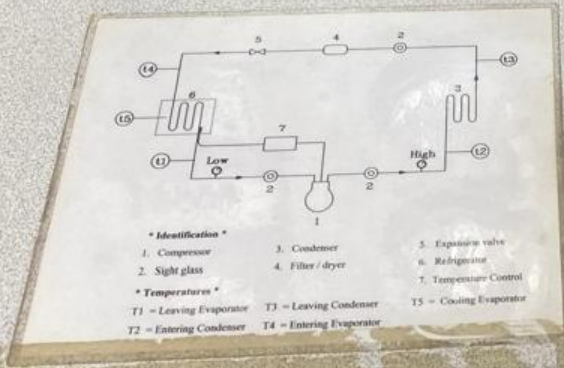 5 4 2
t4 t3
6 3
t5
7
t1 Low High t2
2 2
1
* Identification *
1. Compressor 3. Condenser 5. Expansion valve
2. Sight glass 4. Filter / dryer 6. Refrigerator
7. Temperature Control
* Temperatures *
T1 = Leaving Evaporator T3 = Leaving Condenser T5 = Cooling Evaporator
T2 = Entering Condenser T4 = Entering Evaporator